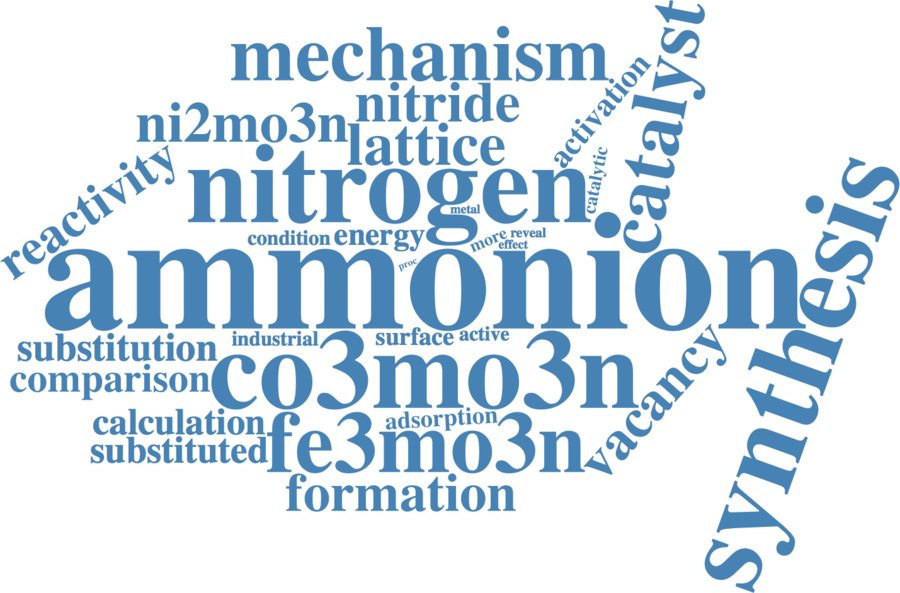 mechanism
catalyst
activation
nitride
ni2mo3n
lattice
catalytic
reactivity
nitrogen
metal
synthesis
condition
energy
more
reveal
effect
proc
ammonion
industrial
surface
active
substitution
co3mo3n
comparison
vacancy
calculation
adsorption
substituted
fe3mo3n
formation